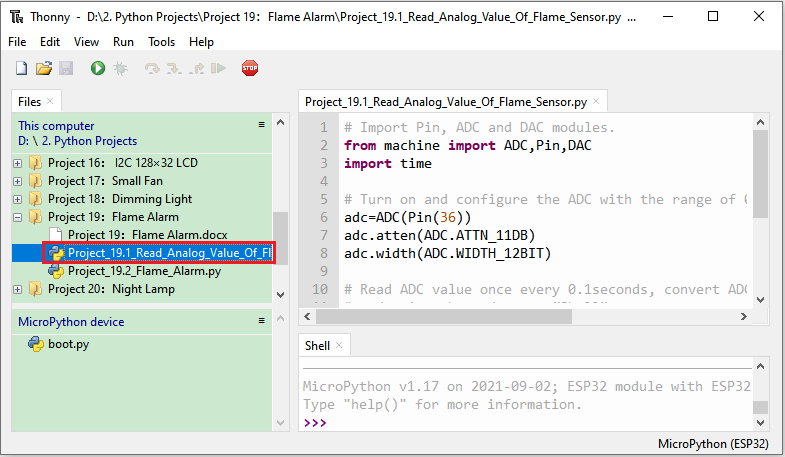 Thonny - D:\2. Python Projects\Project 19: Flame Alarm\Project_19.1_Read_Analog_Value_Of_Flame_Sensor.py ...
File Edit View Run Tools Help
STOP
Files
This computer
D: \ 2. Python Projects
Project 16: I2C 128×32 LCD
Project 17: Small Fan
Project 18: Dimming Light
Project 19: Flame Alarm
Project 19: Flame Alarm.docx
Project_19.1_Read_Analog_Value_Of_Fl
Project_19.2_Flame_Alarm.py
Project 20: Night Lamp
MicroPython device
boot.py
Project_19.1_Read_Analog_Value_Of_Flame_Sensor.py
1 # Import Pin, ADC and DAC modules.
2 from machine import ADC,Pin,DAC
3 import time
4
5 # Turn on and configure the ADC with the range of 0
6 adc=ADC(Pin(36))
7 adc.atten(ADC.ATTN_11DB)
8 adc.width(ADC.WIDTH_12BIT)
9
10 # Read ADC value once every 0.1seconds, convert ADC
11
Shell
MicroPython v1.17 on 2021-09-02; ESP32 module with ESP32
Type "help()" for more information.
>>>
MicroPython (ESP32)